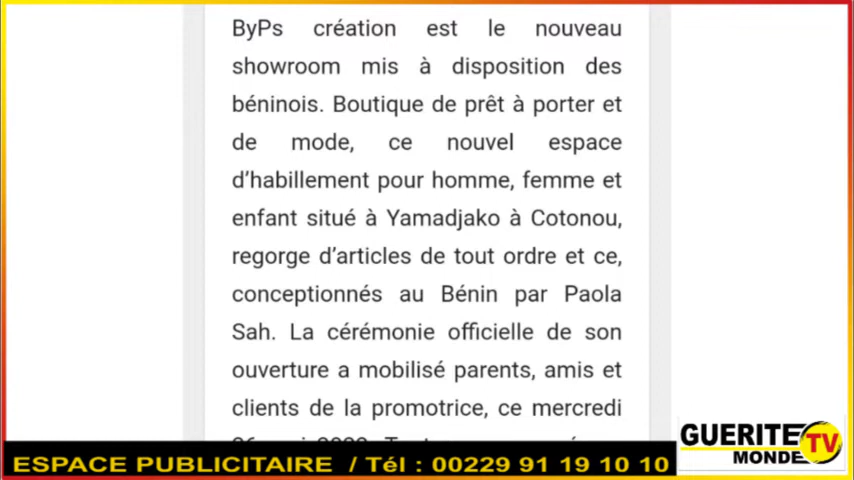 ByPs création est le nouveau
showroom mis à disposition des
béninois. Boutique de prêt à porter et
de mode, ce nouvel espace
d'habillement pour homme, femme et
enfant situé à Yamadjako à Cotonou,
regorge d'articles de tout ordre et ce,
conceptionnés au Bénin par Paola
Sah. La cérémonie officielle de son
ouverture a mobilisé parents, amis et
clients de la promotrice, ce mercredi
GUERITE TV
MONDE
ESPACE PUBLICITAIRE / Tél : 00229 91 19 10 10